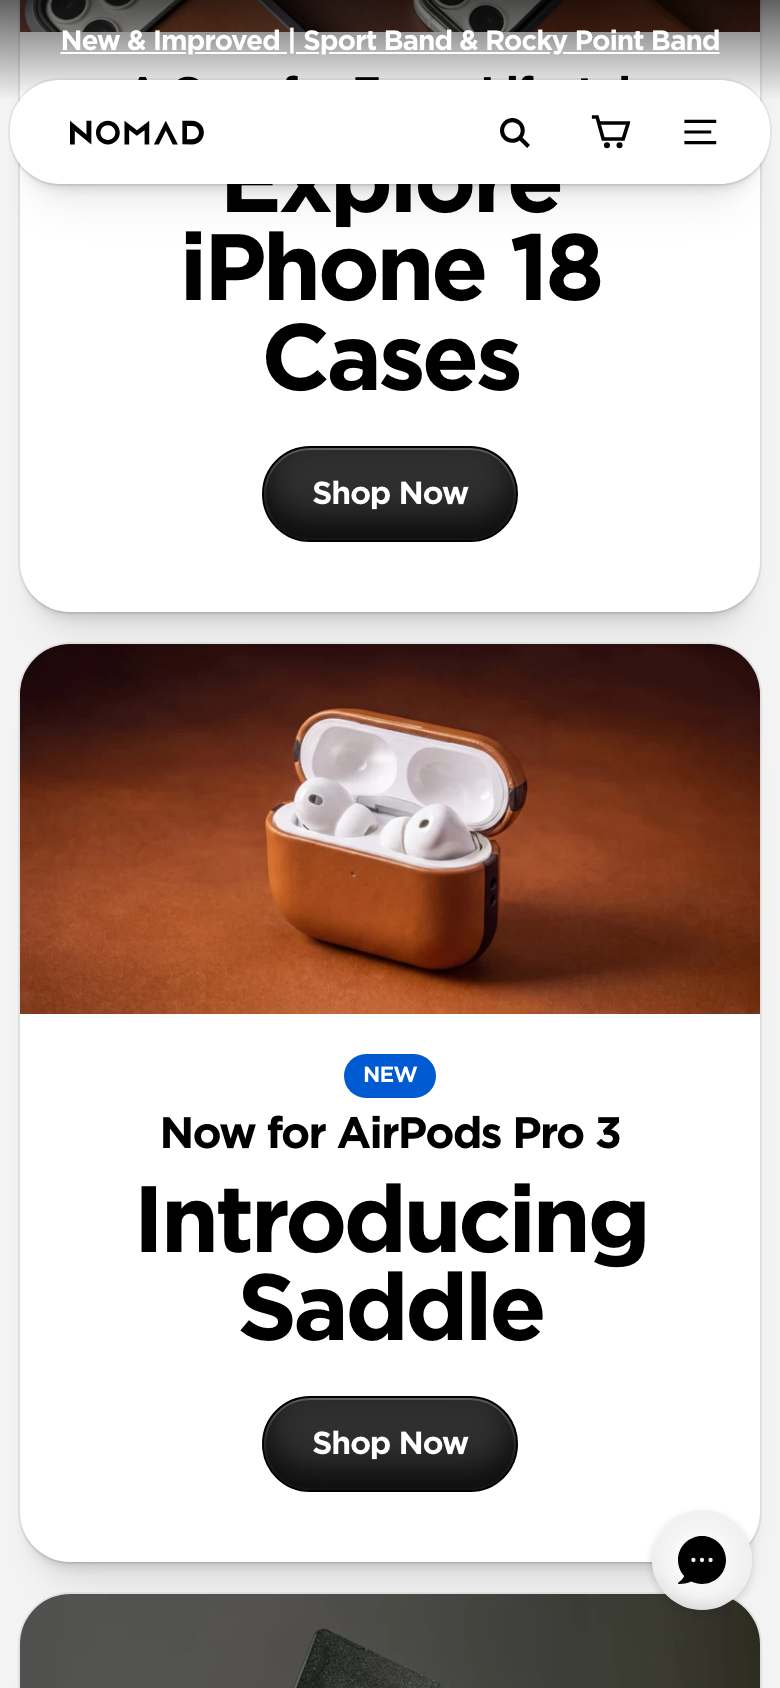 New & Improved | Sport Band & Rocky Point Band
NOMAD
Explore
iPhone 18
Cases
Shop Now
NEW
Now for AirPods Pro 3
Introducing
Saddle
Shop Now